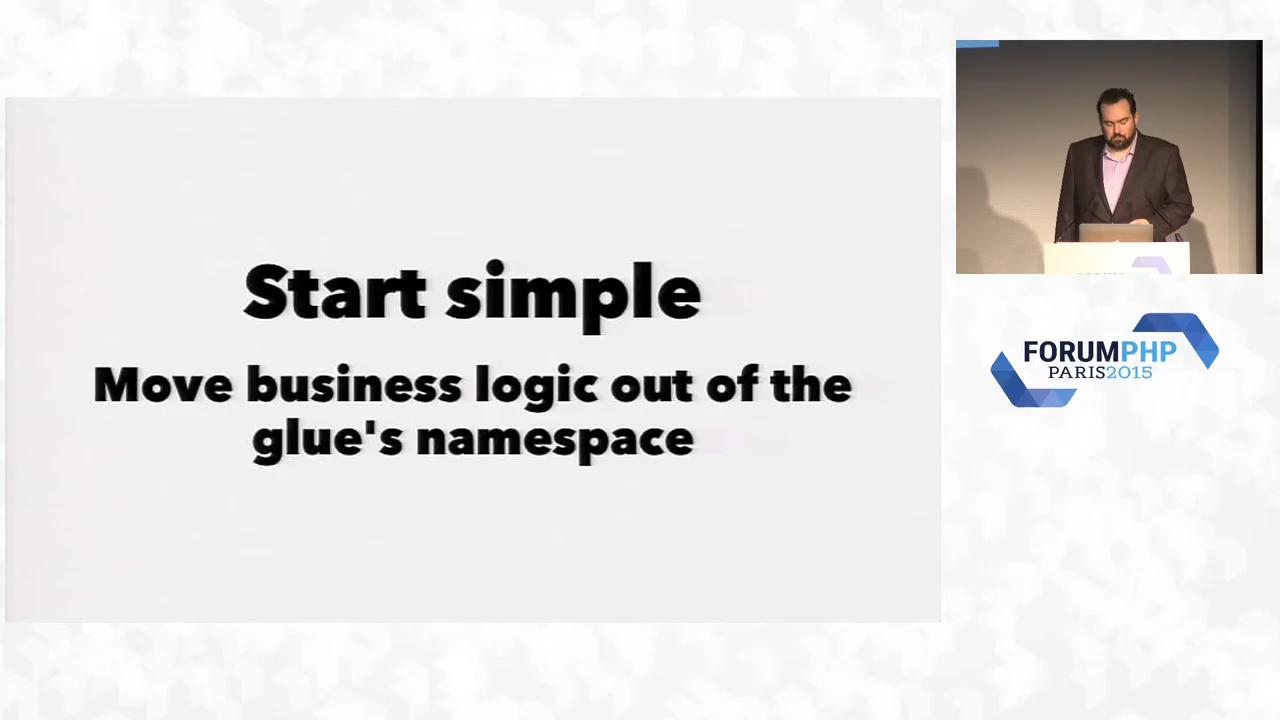 Start simple
Move business logic out of the
glue's namespace
FORUMPHP
PARIS2015